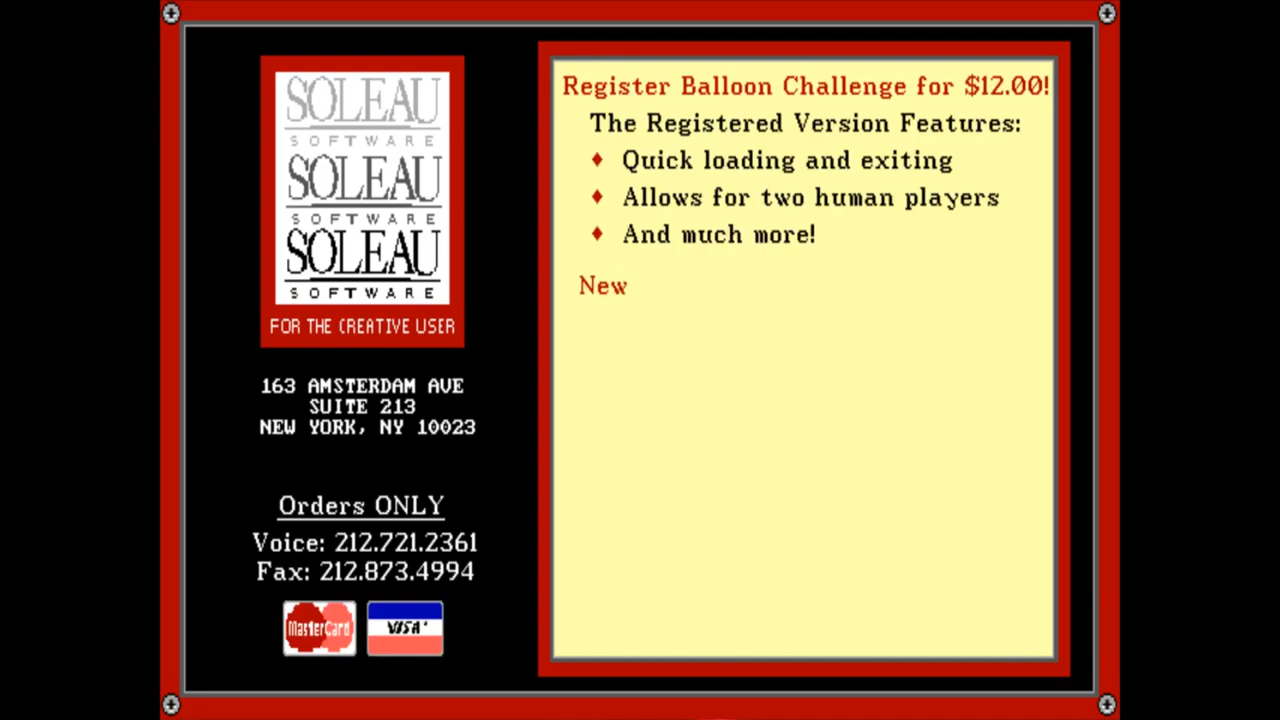 SOLEAU
SOFTWARE
SOLEAU
SOFTWARE
SOLEAU
SOFTWARE
FOR THE CREATIVE USER
163 AMSTERDAM AVE
SUITE 213
NEW YORK, NY 10023
Orders ONLY
Voice: 212.721.2361
Fax: 212.873.4994
MasterCard
VISA
Register Balloon Challenge for $12.00!
The Registered Version Features:
♦ Quick loading and exiting
♦ Allows for two human players
♦ And much more!
New